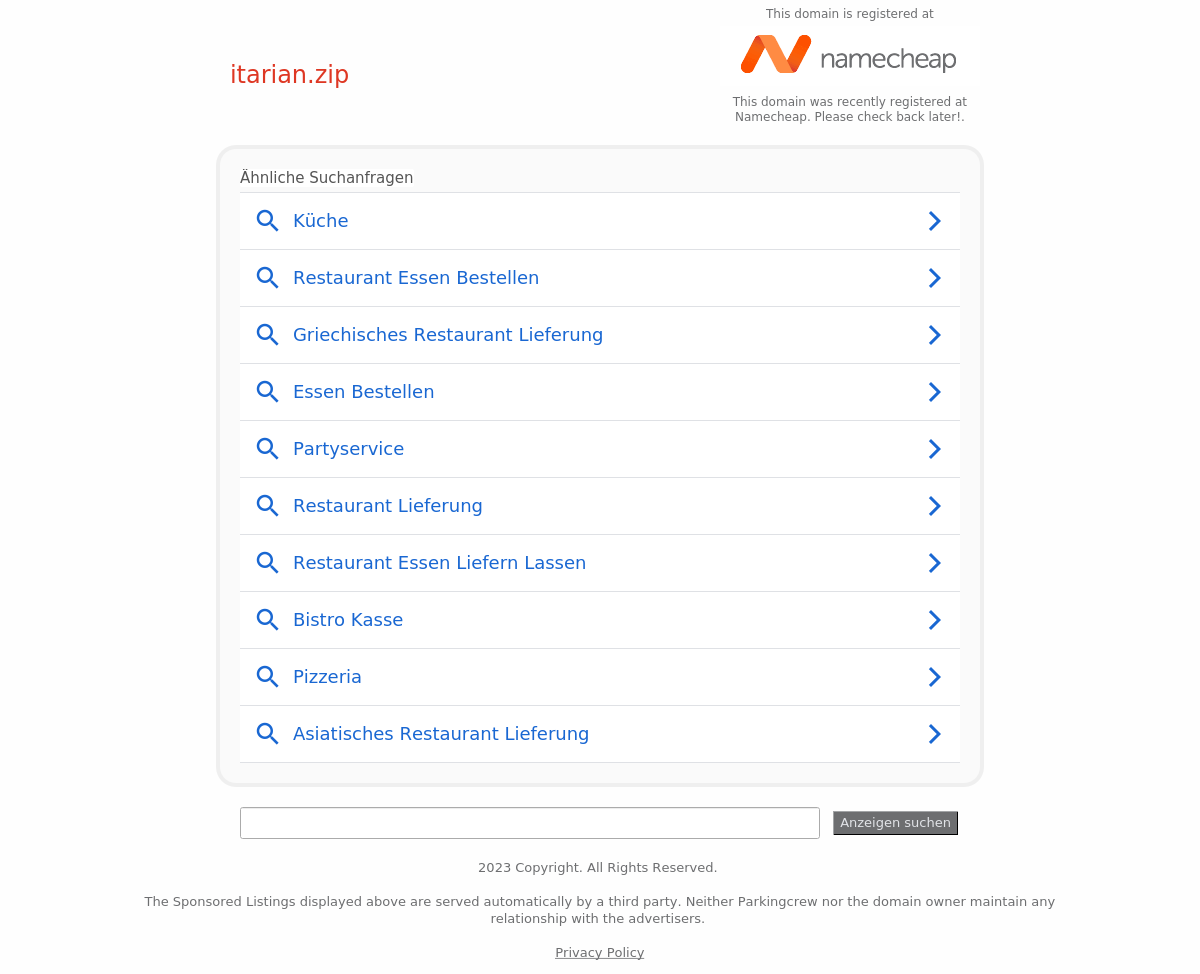 This domain is registered at
namecheap
itarian.zip
This domain was recently registered at
Namecheap. Please check back later!.
Ähnliche Suchanfragen
Küche
Restaurant Essen Bestellen
Griechisches Restaurant Lieferung
Essen Bestellen
Partyservice
Restaurant Lieferung
Restaurant Essen Liefern Lassen
Bistro Kasse
Pizzeria
Asiatisches Restaurant Lieferung
Anzeigen suchen
2023 Copyright. All Rights Reserved.
The Sponsored Listings displayed above are served automatically by a third party. Neither Parkingcrew nor the domain owner maintain any
relationship with the advertisers.
Privacy Policy